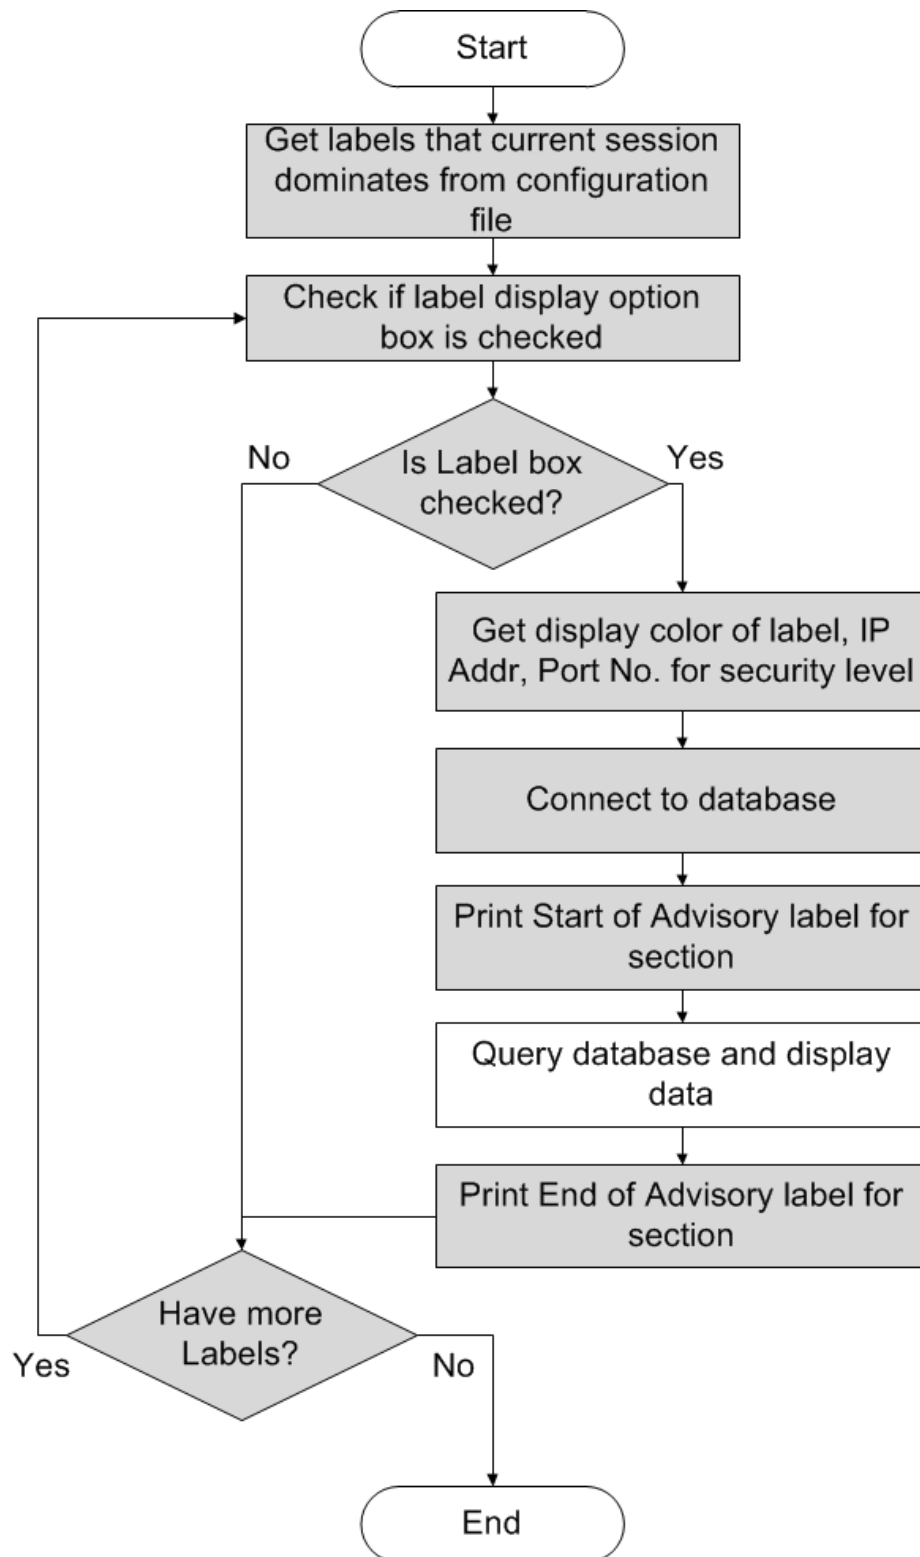 Start
Get labels that current session
dominates from configuration
file
Check if label display option
box is checked
No
Is Label box
checked?
Yes
Get display color of label, IP
Addr, Port No. for security level
Connect to database
Print Start of Advisory label for
section
Query database and display
data
Print End of Advisory label for
section
Have more
Labels?
Yes
No
End